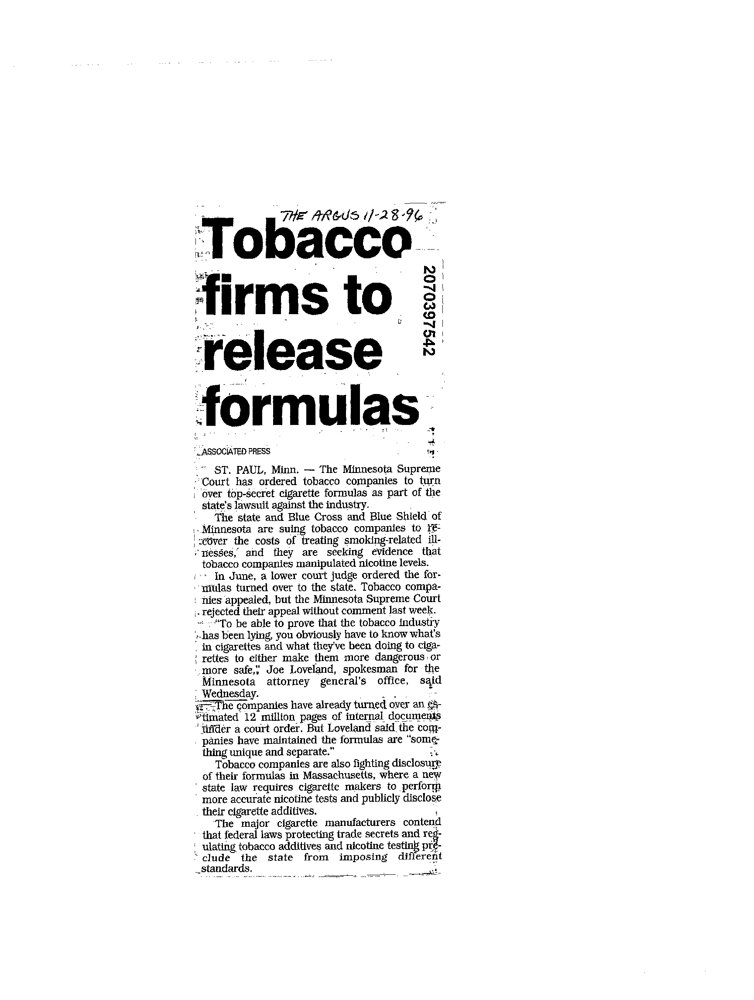 THE ARGUS 11-28-96
Tobacco
firms to
release
formulas
2070397542
ASSOCIATED PRESS
ST. PAUL, Minn. — The Minnesota Supreme
Court has ordered tobacco companies to turn
over top-secret cigarette formulas as part of the
state's lawsuit against the industry.
The state and Blue Cross and Blue Shield of
Minnesota are suing tobacco companies to re-
cover the costs of treating smoking-related ill-
nesses, and they are seeking evidence that
tobacco companies manipulated nicotine levels.
In June, a lower court judge ordered the for-
mulas turned over to the state. Tobacco compa-
nies appealed, but the Minnesota Supreme Court
rejected their appeal without comment last week.
"To be able to prove that the tobacco industry
has been lying, you obviously have to know what's
in cigarettes and what they've been doing to ciga-
rettes to either make them more dangerous or
more safe," Joe Loveland, spokesman for the
Minnesota attorney general's office, said
Wednesday.
The companies have already turned over an es-
timated 12 million pages of internal documents
under a court order. But Loveland said the com-
panies have maintained the formulas are "some-
thing unique and separate."
Tobacco companies are also fighting disclosure
of their formulas in Massachusetts, where a new
state law requires cigarette makers to perform
more accurate nicotine tests and publicly disclose
their cigarette additives.
The major cigarette manufacturers contend
that federal laws protecting trade secrets and reg-
ulating tobacco additives and nicotine testing pre-
clude the state from imposing different
standards.